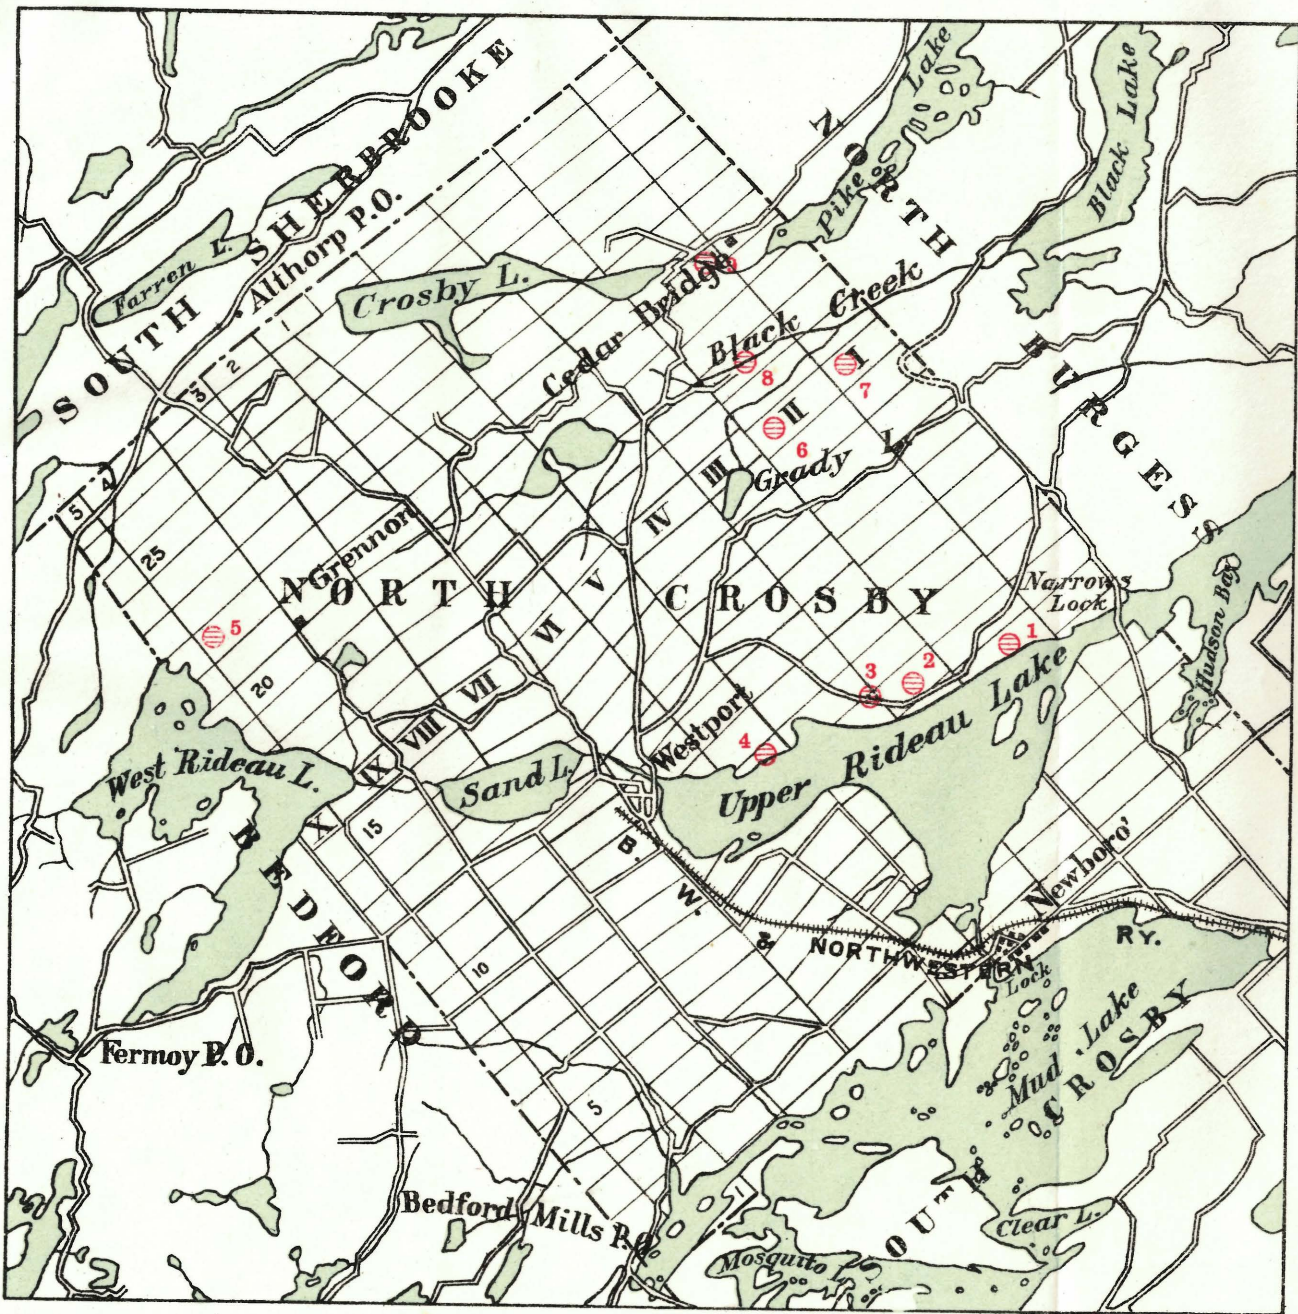 SOUTH SHERBROOKE
Pike Lake
Black Lake
NORTH BURGESS
Farren L.
Althorp P.O.
Crosby L.
Cedar Bridge
Black Creek
1
2
3
4
5
9
8
7
6
I
II
III
IV
V
VI
VII
VIII
IX
X
Grady L.
Grennon
25
20
15
10
5
1
NORTH CROSBY
Narrows
Lock
Hudson Bay
5
1
2
3
4
Westport
West Rideau L.
Sand L.
Upper Rideau Lake
BEDFORD
B. W. & NORTHWESTERN RY.
Newboro'
Lock
Mud Lake
SOUTH CROSBY
Fermoy P.O.
Bedford Mills P.O.
Clear L.
Mosquito L.